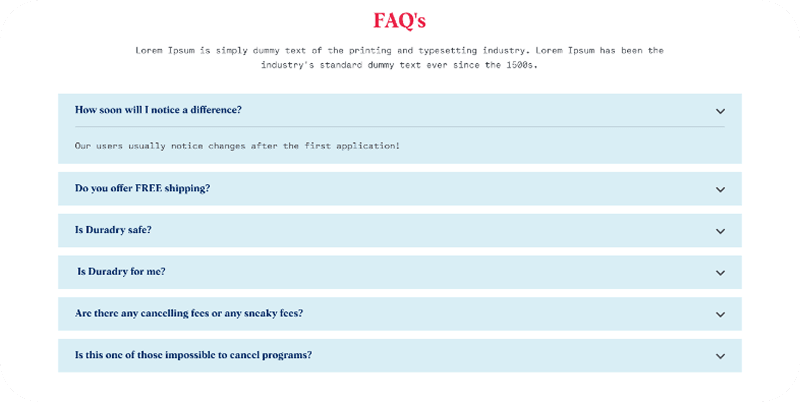 FAQ's
Lorem Ipsum is simply dummy text of the printing and typesetting industry. Lorem Ipsum has been the
industry's standard dummy text ever since the 1500s.
How soon will I notice a difference?
Our users usually notice changes after the first application!
Do you offer FREE shipping?
Is Duradry safe?
Is Duradry for me?
Are there any cancelling fees or any sneaky fees?
Is this one of those impossible to cancel programs?